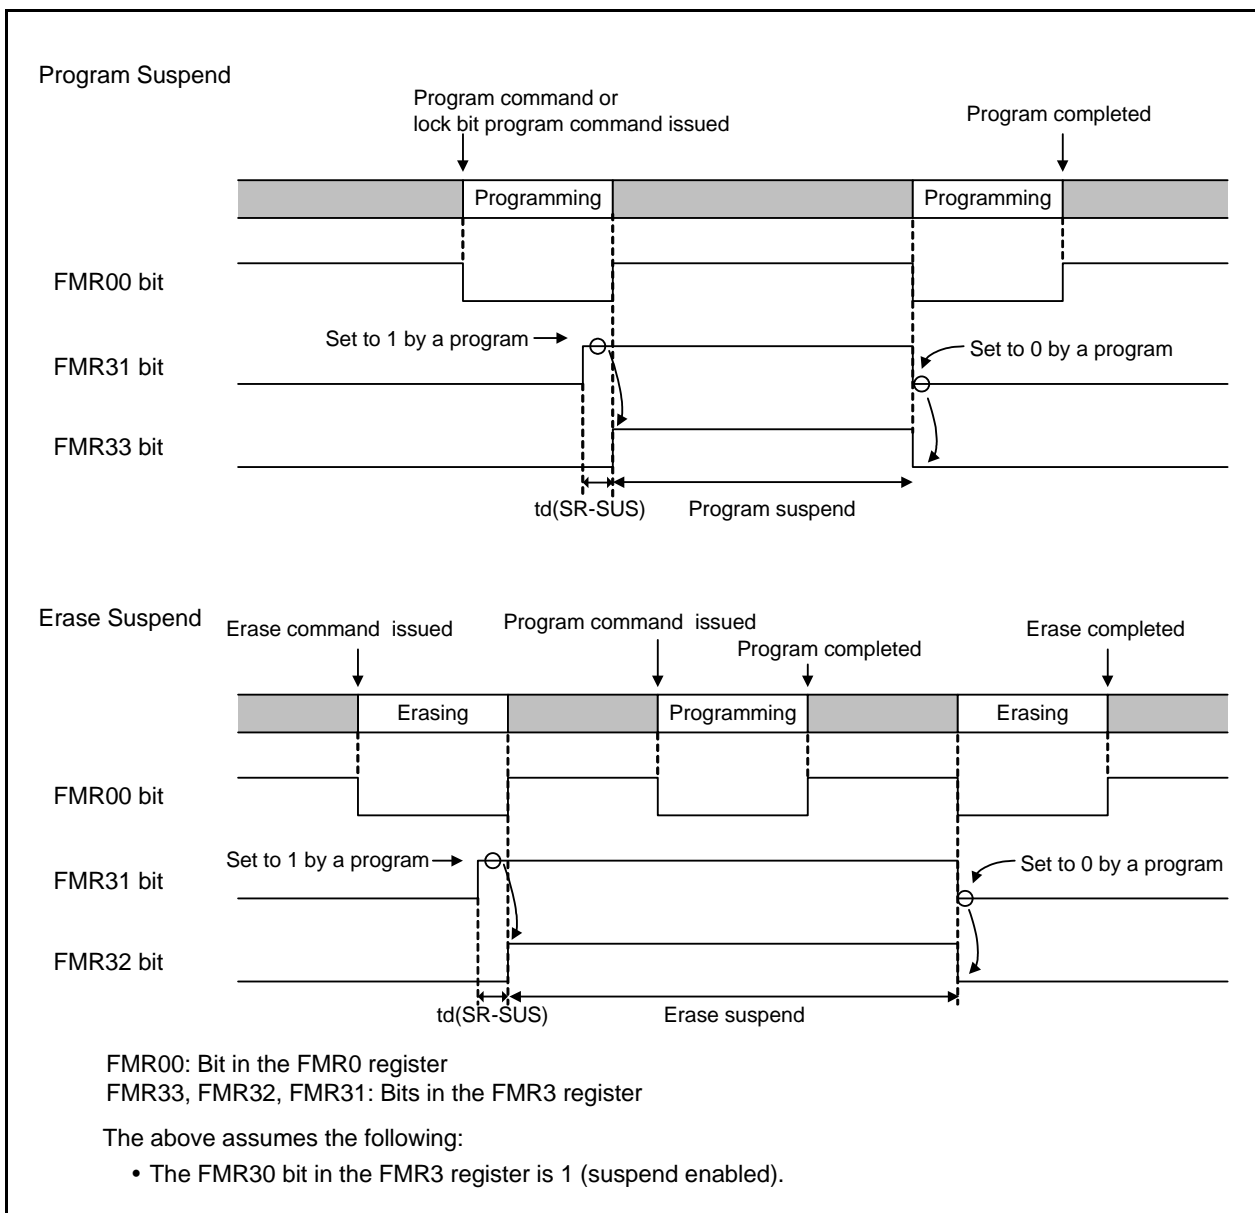 Program Suspend
Program command or
lock bit program command issued
Program completed
Programming
Programming
FMR00 bit
Set to 1 by a program
Set to 0 by a program
FMR31 bit
FMR33 bit
td(SR-SUS)
Program suspend
Erase Suspend
Erase command issued
Program command issued
Program completed
Erase completed
Erasing
Programming
Erasing
FMR00 bit
Set to 1 by a program
Set to 0 by a program
FMR31 bit
FMR32 bit
td(SR-SUS)
Erase suspend
FMR00: Bit in the FMR0 register
FMR33, FMR32, FMR31: Bits in the FMR3 register
The above assumes the following:
• The FMR30 bit in the FMR3 register is 1 (suspend enabled).